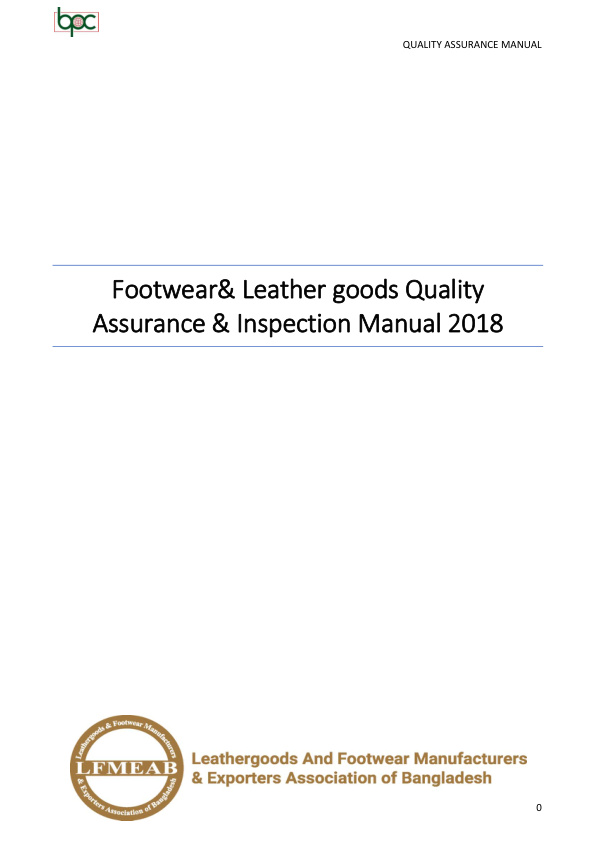 bpc
QUALITY ASSURANCE MANUAL
Footwear& Leather goods Quality
Assurance & Inspection Manual 2018
Leathergoods & Footwear Manufacturers
LFMEAB
& Exporters Association of Bangladesh
Leathergoods And Footwear Manufacturers
& Exporters Association of Bangladesh
0